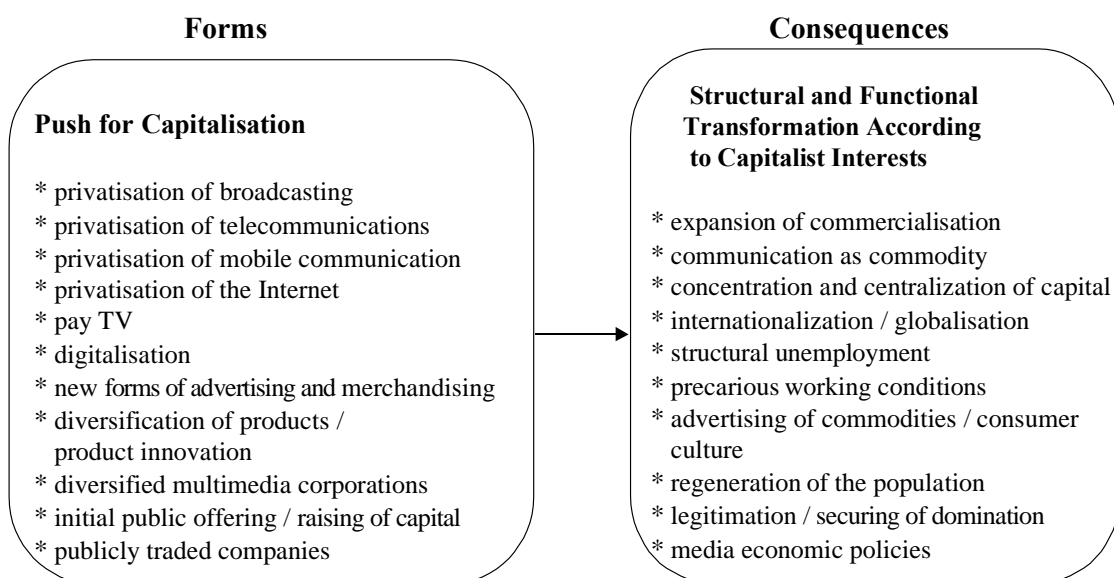 Forms
Push for Capitalisation
* privatisation of broadcasting
* privatisation of telecommunications
* privatisation of mobile communication
* privatisation of the Internet
* pay TV
* digitalisation
* new forms of advertising and merchandising
* diversification of products /
product innovation
* diversified multimedia corporations
* initial public offering / raising of capital
* publicly traded companies
Consequences
Structural and Functional
Transformation According
to Capitalist Interests
* expansion of commercialisation
* communication as commodity
* concentration and centralization of capital
* internationalization / globalisation
* structural unemployment
* precarious working conditions
* advertising of commodities / consumer
culture
* regeneration of the population
* legitimation / securing of domination
* media economic policies